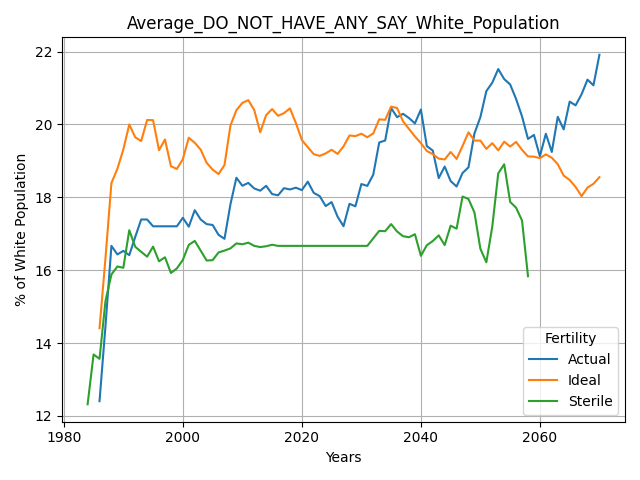 Average_DO_NOT_HAVE_ANY_SAY_White_Population
% of White Population
22
20
18
16
14
12
1980 2000 2020 2040 2060
Years
Fertility
Actual
Ideal
Sterile